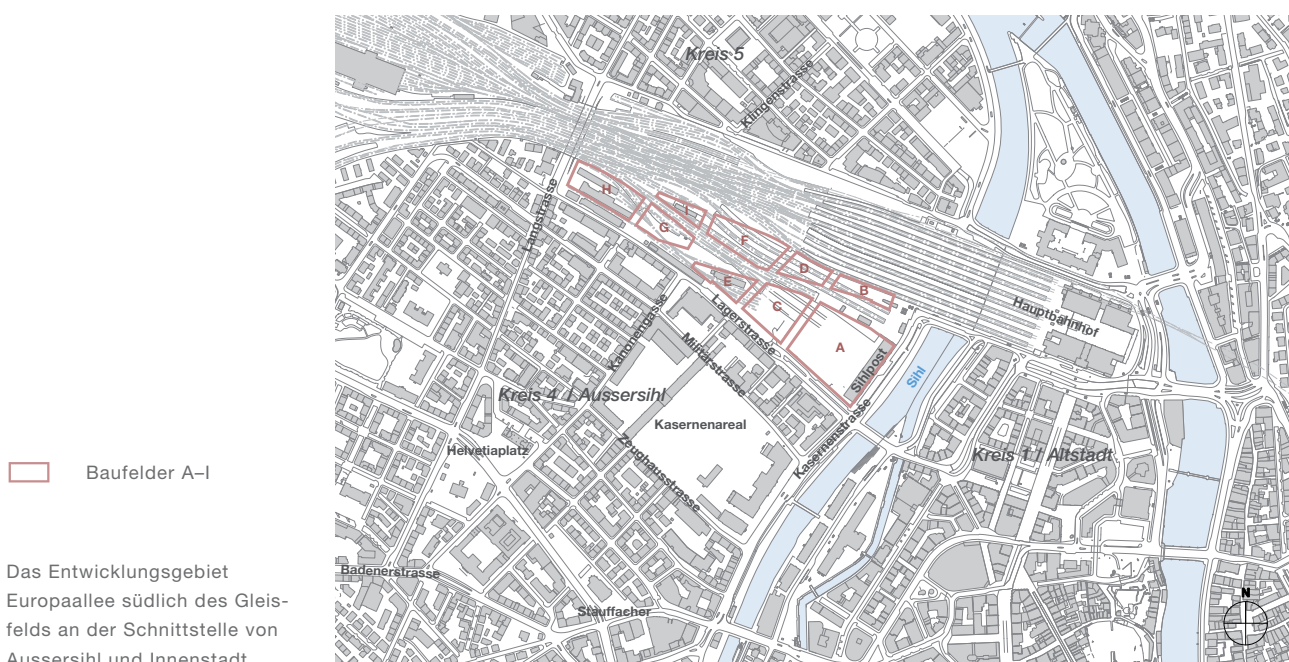 Kreis 5
Klingenstrasse
Langstrasse
H
I
G
F
D
B
E
C
A
Hauptbahnhof
Lagerstrasse
Sihlpost
Sihl
Kanonengasse
Militärstrasse
Kreis 4 / Aussersihl
Kasernenareal
Kasernenstrasse
Helvetiaplatz
Zeughausstrasse
Kreis 1 / Altstadt
Badenerstrasse
Stauffacher
N
Baufelder A–I
Das Entwicklungsgebiet
Europaallee südlich des Gleis-
felds an der Schnittstelle von
Aussersihl und Innenstadt